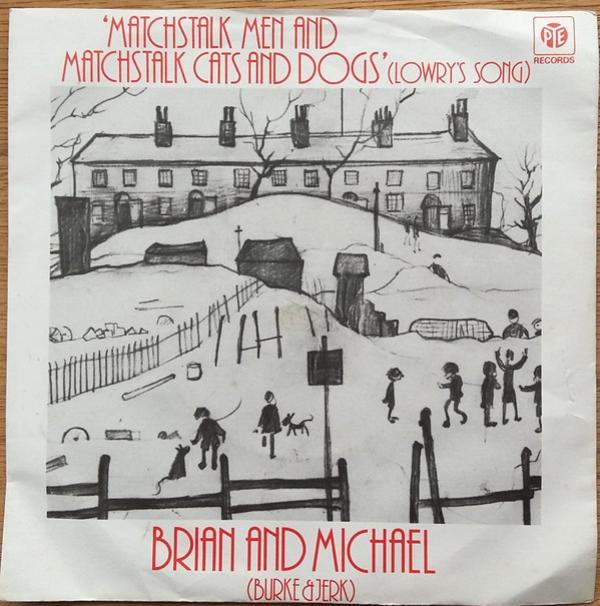 'MATCHSTALK MEN AND
MATCHSTALK CATS AND DOGS' (LOWRY'S SONG)
PYE
RECORDS
BRIAN AND MICHAEL
(BURKE & JERK)